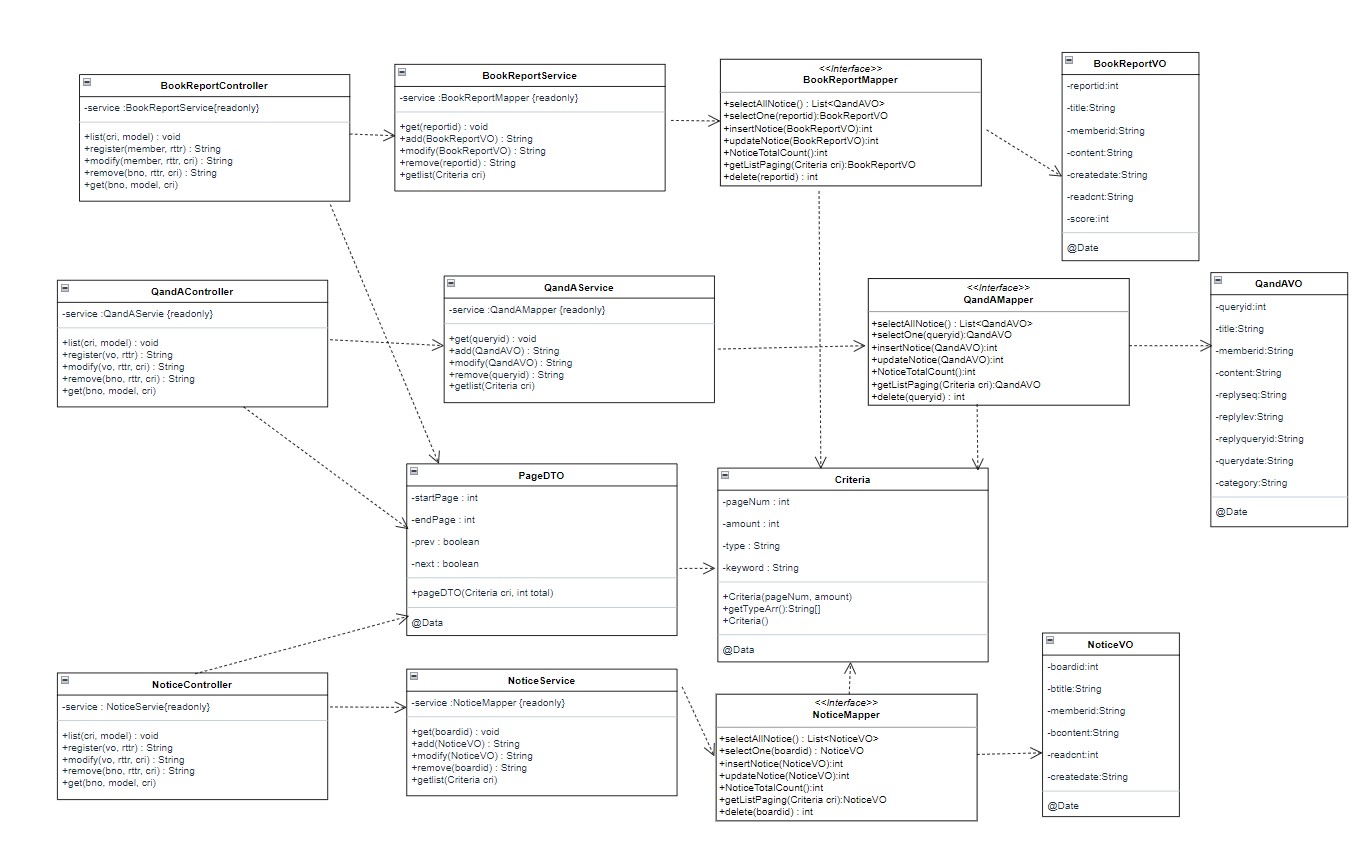 BookReportController
-service :BookReportService{readonly}
+list(cri, model) : void
+register(member, rttr) : String
+modify(member, rttr, cri) : String
+remove(bno, rttr, cri) : String
+get(bno, model, cri)
BookReportService
-service :BookReportMapper {readonly}
+get(reportid) : void
+add(BookReportVO) : String
+modify(BookReportVO) : String
+remove(reportid) : String
+getlist(Criteria cri)
<<Interface>>
BookReportMapper
+selectAllNotice() : List<QandAVO>
+selectOne(reportid):BookReportVO
+insertNotice(BookReportVO):int
+updateNotice(BookReportVO):int
+NoticeTotalCount():int
+getListPaging(Criteria cri):BookReportVO
+delete(reportid) : int
BookReportVO
-reportid:int
-title:String
-memberid:String
-content:String
-createdate:String
-readcnt:String
-score:int
@Date
QandAController
-service :QandAServie {readonly}
+list(cri, model) : void
+register(vo, rttr) : String
+modify(vo, rttr, cri) : String
+remove(bno, rttr, cri) : String
+get(bno, model, cri)
QandAService
-service :QandAMapper {readonly}
+get(queryid) : void
+add(QandAVO) : String
+modify(QandAVO) : String
+remove(queryid) : String
+getlist(Criteria cri)
<<Interface>>
QandAMapper
+selectAllNotice() : List<QandAVO>
+selectOne(queryid):QandAVO
+insertNotice(QandAVO):int
+updateNotice(QandAVO):int
+NoticeTotalCount():int
+getListPaging(Criteria cri):QandAVO
+delete(queryid) : int
QandAVO
-queryid:int
-title:String
-memberid:String
-content:String
-replyseq:String
-replylev:String
-replyqueryid:String
-querydate:String
-category:String
@Date
PageDTO
-startPage : int
-endPage : int
-prev : boolean
-next : boolean
+pageDTO(Criteria cri, int total)
@Data
Criteria
-pageNum : int
-amount : int
-type : String
-keyword : String
+Criteria(pageNum, amount)
+getTypeArr():String[]
+Criteria()
@Data
NoticeController
-service : NoticeServie{readonly}
+list(cri, model) : void
+register(vo, rttr) : String
+modify(vo, rttr, cri) : String
+remove(bno, rttr, cri) : String
+get(bno, model, cri)
NoticeService
-service :NoticeMapper {readonly}
+get(boardid) : void
+add(NoticeVO) : String
+modify(NoticeVO) : String
+remove(boardid) : String
+getlist(Criteria cri)
<<Interface>>
NoticeMapper
+selectAllNotice() : List<NoticeVO>
+selectOne(boardid) : NoticeVO
+insertNotice(NoticeVO):int
+updateNotice(NoticeVO):int
+NoticeTotalCount():int
+getListPaging(Criteria cri):NoticeVO
+delete(boardid) : int
NoticeVO
-boardid:int
-btitle:String
-memberid:String
-bcontent:String
-readcnt:int
-createdate:String
@Date